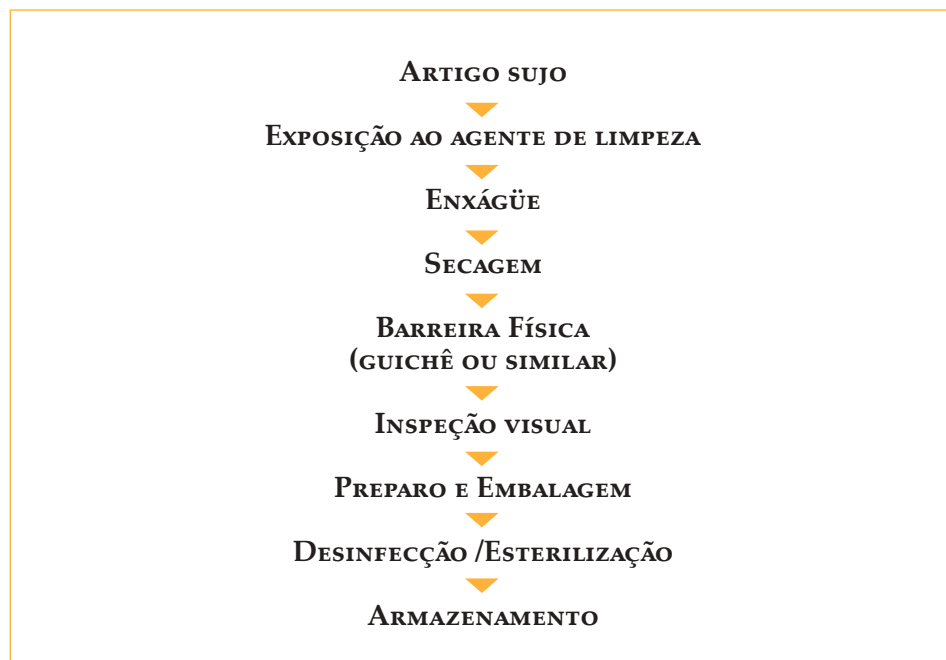 Artigo sujo
Exposição ao agente de limpeza
Enxágüe
Secagem
Barreira Física
(guichê ou similar)
Inspeção visual
Preparo e Embalagem
Desinfecção /Esterilização
Armazenamento